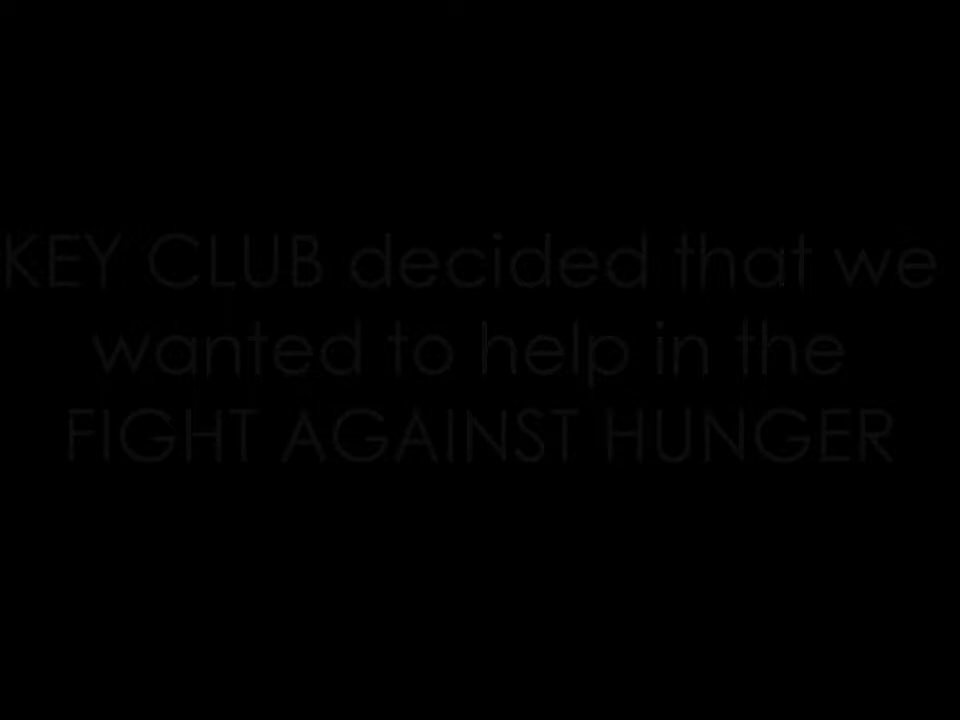 KEY CLUB decided that we
wanted to help in the
FIGHT AGAINST HUNGER